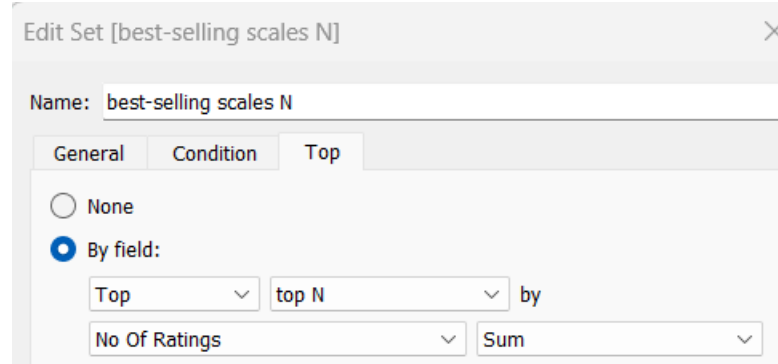 Edit Set [best-selling scales N]
Name: best-selling scales N
General Condition Top
None
By field:
Top top N by
No Of Ratings Sum